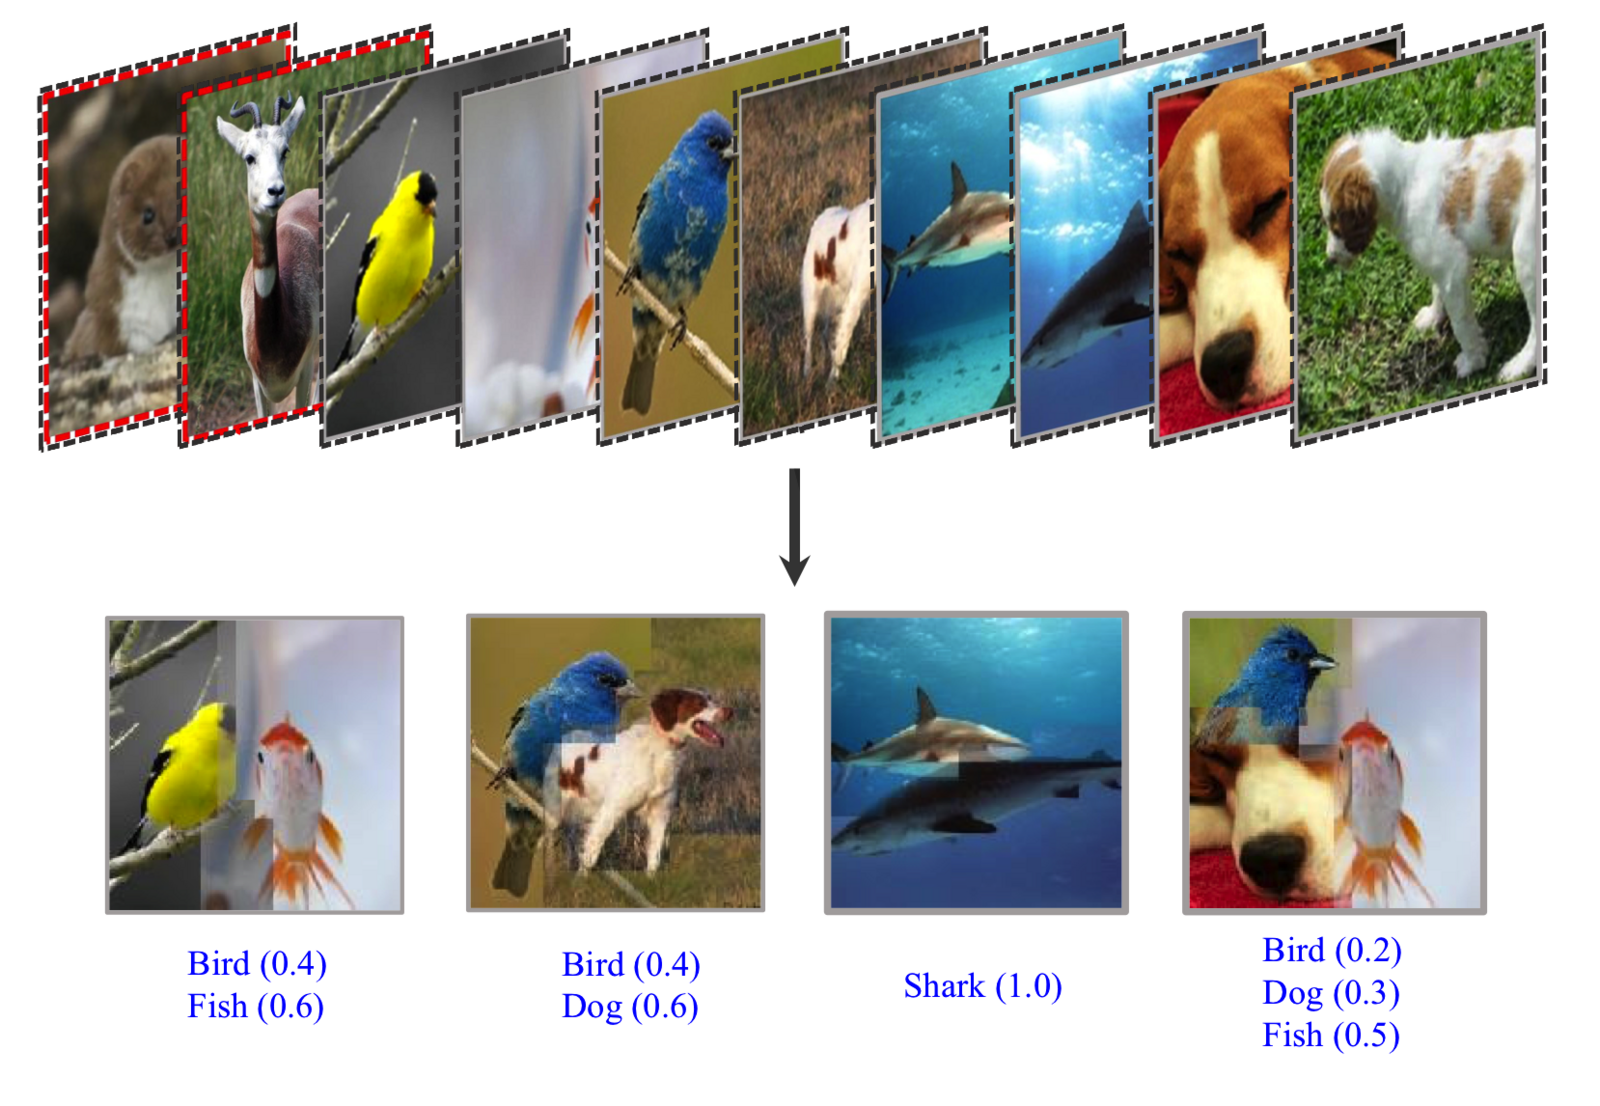 Bird (0.4)
Fish (0.6)
Bird (0.4)
Dog (0.6)
Shark (1.0)
Bird (0.2)
Dog (0.3)
Fish (0.5)